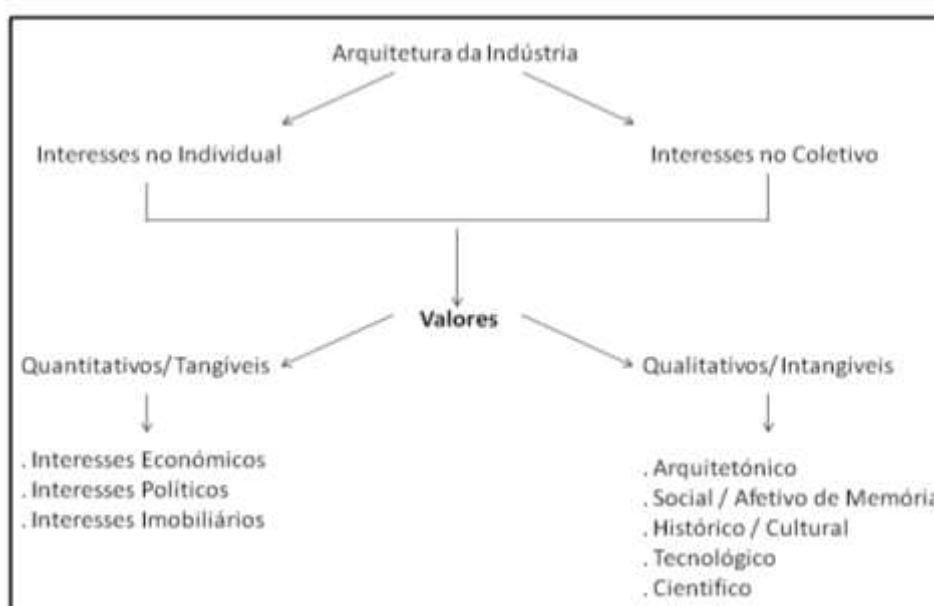 Arquitetura da Indústria
Interesses no Individual
Interesses no Coletivo
Valores
Quantitativos/Tangíveis
Qualitativos/Intangíveis
. Interesses Económicos
. Interesses Políticos
. Interesses Imobiliários
. Arquitetónico
. Social / Afetivo de Memória
. Histórico / Cultural
. Tecnológico
. Cientifico